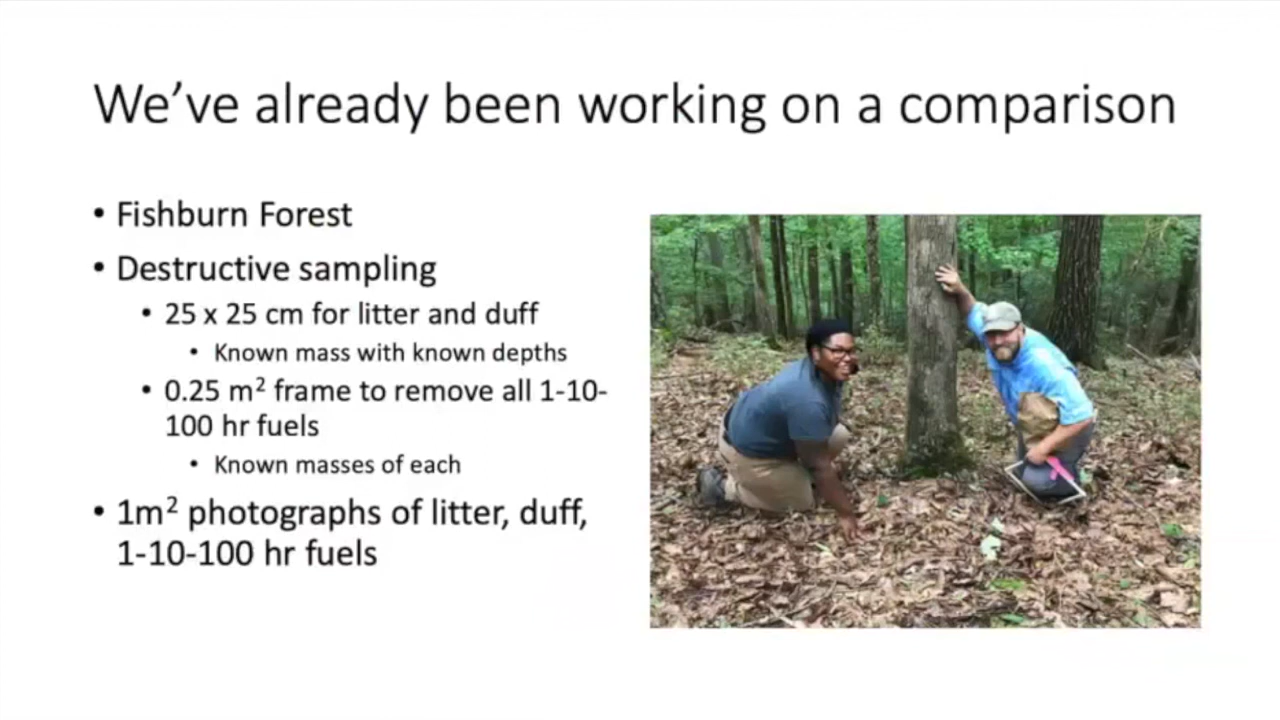 We've already been working on a comparison
• Fishburn Forest
• Destructive sampling
• 25 x 25 cm for litter and duff
• Known mass with known depths
• 0.25 m² frame to remove all 1-10-
100 hr fuels
• Known masses of each
• 1m² photographs of litter, duff,
1-10-100 hr fuels